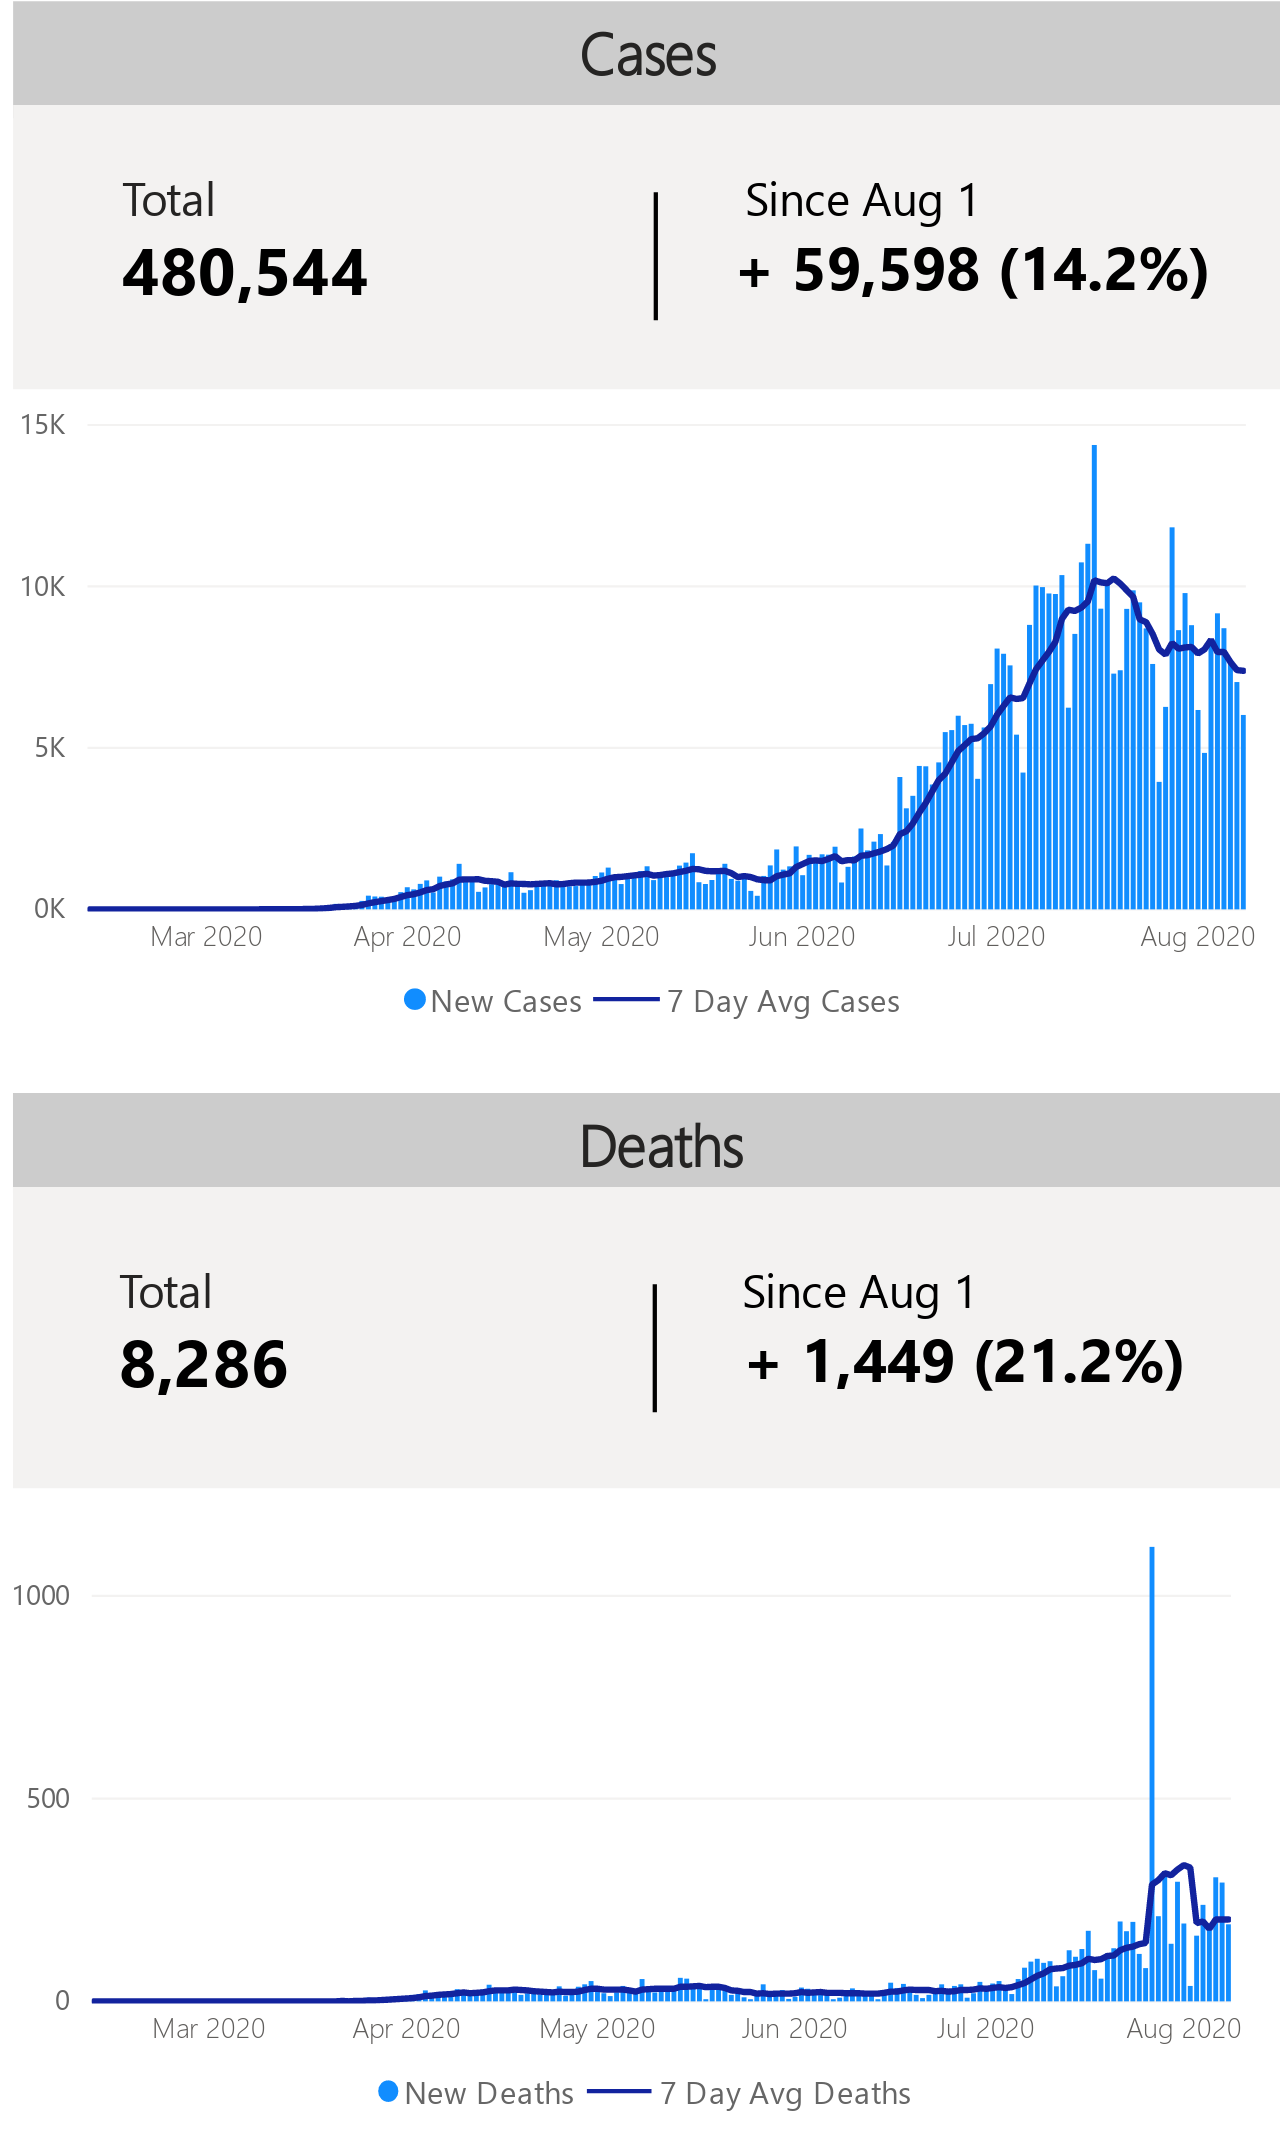 Cases
Total
Since Aug 1
480,544
+ 59,598 (14.2%)
15K
10K
5K
0K
Mar 2020 Apr 2020 May 2020 Jun 2020 Jul 2020 Aug 2020
New Cases 7 Day Avg Cases
Deaths
Total
Since Aug 1
8,286
+ 1,449 (21.2%)
1000
500
0
Mar 2020 Apr 2020 May 2020 Jun 2020 Jul 2020 Aug 2020
New Deaths 7 Day Avg Deaths